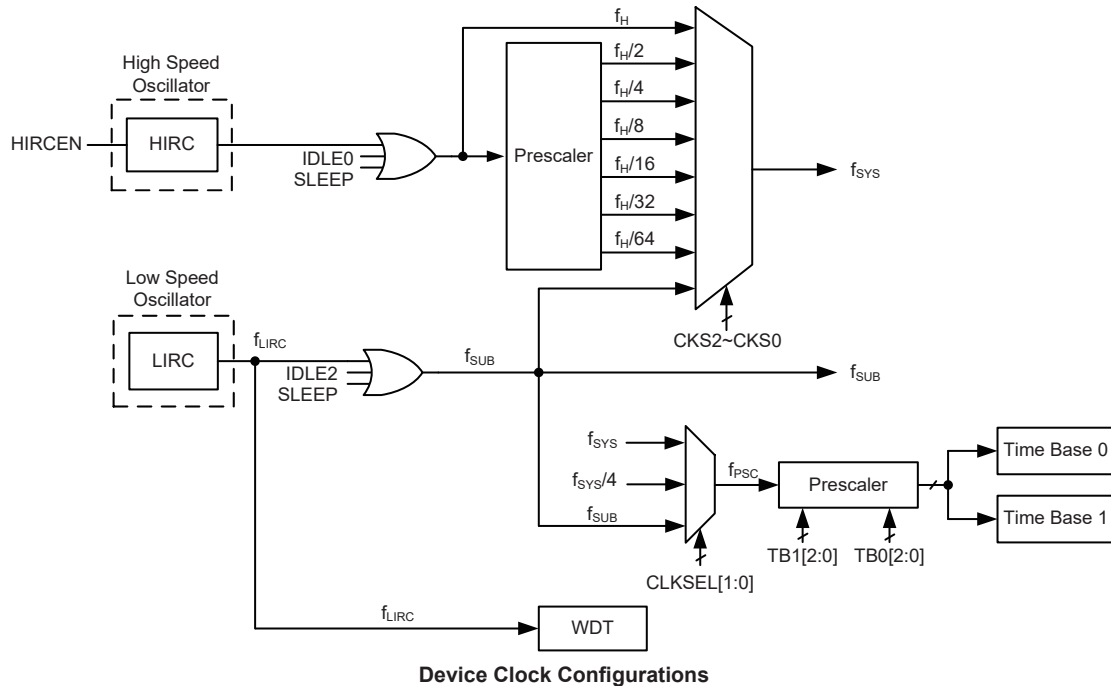 High Speed
Oscillator
HIRCEN
HIRC
IDLE0
SLEEP
Prescaler
fH
fH/2
fH/4
fH/8
fH/16
fH/32
fH/64
CKS2~CKS0
fSYS
Low Speed
Oscillator
LIRC
fLIRC
IDLE2
SLEEP
fSUB
fSUB
fSYS
fSYS/4
fSUB
CLKSEL[1:0]
fPSC
Prescaler
TB1[2:0]
TB0[2:0]
Time Base 0
Time Base 1
fLIRC
WDT
Device Clock Configurations